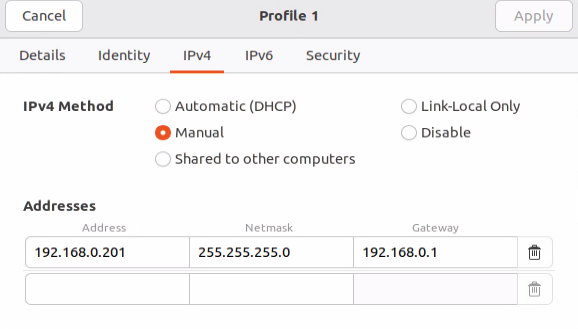 Cancel Profile 1 Apply
Details Identity IPv4 IPv6 Security
IPv4 Method Automatic (DHCP) Link-Local Only
Manual Disable
Shared to other computers
Addresses
Address Netmask Gateway
192.168.0.201 255.255.255.0 192.168.0.1